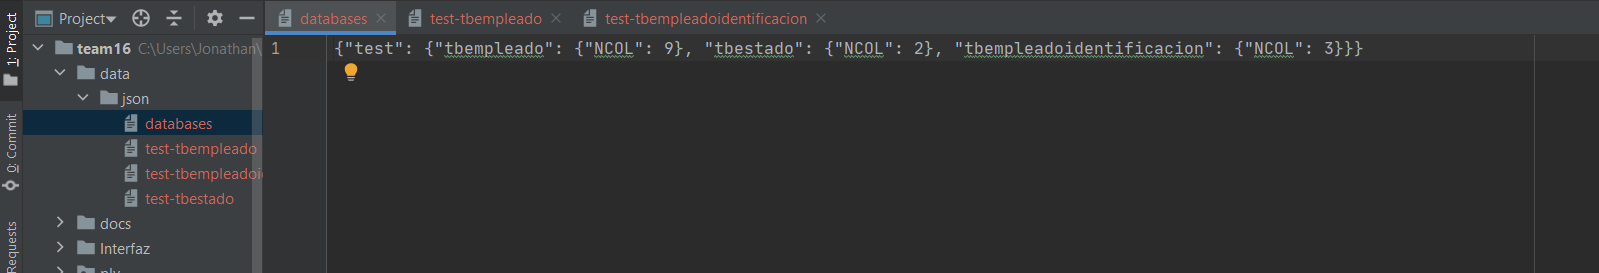 1: Project
0: Commit
Requests
Project
team16 C:\Users\Jonathan\
data
json
databases
test-tbempleado
test-tbempleadoi
test-tbestado
docs
Interfaz
databases
test-tbempleado
test-tbempleadoidentificacion
1 {"test": {"tbempleado": {"NCOL": 9}, "tbestado": {"NCOL": 2}, "tbempleadoidentificacion": {"NCOL": 3}}}